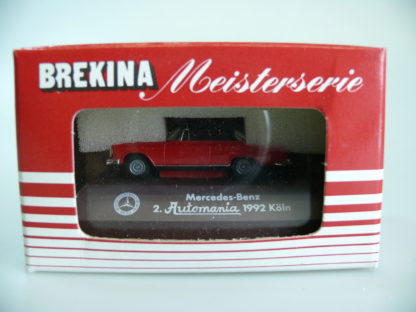 BREKINA Meisterserie
Mercedes-Benz
2. Automania 1992 Köln